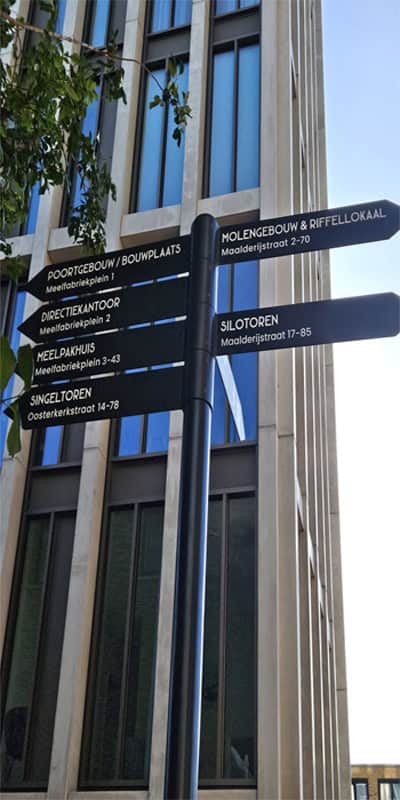 POORTGEBOUW / BOUWPLAATS
Meelfabriekplein 1
DIRECTIEKANTOOR
Meelfabriekplein 2
MEELPAKHUIS
Meelfabriekplein 3-43
SINGELTOREN
Oosterkerkstraat 14-78
MOLENGEBOUW & RIFFELLOKAAL
Maalderijstraat 2-70
SILOTOREN
Maalderijstraat 17-85